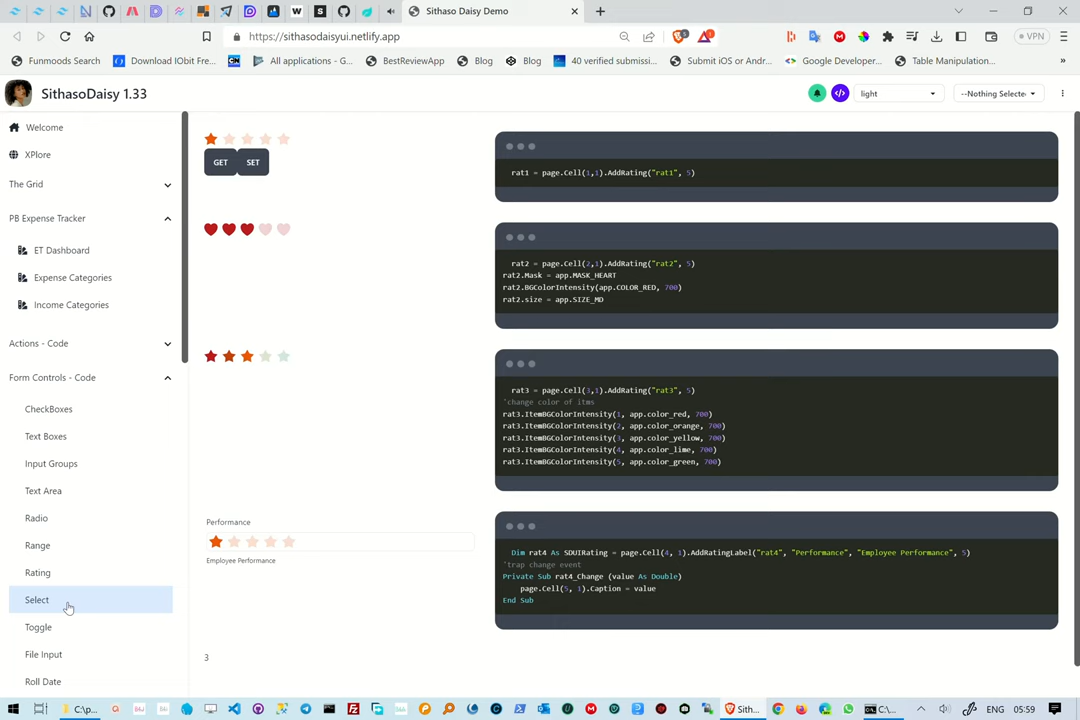 Sithaso Daisy Demo
https://sithasodaisyui.netlify.app
VPN
Funmoods Search
Download IObit Fre...
All applications - G...
BestReviewApp
Blog
Blog
40 verified submissi...
Submit iOS or Andr...
Google Developer...
Table Manipulation...
SithasoDaisy 1.33
light
--Nothing Selecte
Welcome
XPlore
The Grid
PB Expense Tracker
ET Dashboard
Expense Categories
Income Categories
Actions - Code
Form Controls - Code
CheckBoxes
Text Boxes
Input Groups
Text Area
Radio
Range
Rating
Select
Toggle
File Input
Roll Date
GET SET
rat1 = page.Cell(1,1).AddRating("rat1", 5)
rat2 = page.Cell(2,1).AddRating("rat2", 5)
rat2.Mask = app.MASK_HEART
rat2.BGColorIntensity(app.COLOR_RED, 700)
rat2.size = app.SIZE_MD
rat3 = page.Cell(3,1).AddRating("rat3", 5)
'change color of itms
rat3.ItemBGColorIntensity(1, app.color_red, 700)
rat3.ItemBGColorIntensity(2, app.color_orange, 700)
rat3.ItemBGColorIntensity(3, app.color_yellow, 700)
rat3.ItemBGColorIntensity(4, app.color_lime, 700)
rat3.ItemBGColorIntensity(5, app.color_green, 700)
Performance
Employee Performance
3
Dim rat4 As SDUIRating = page.Cell(4, 1).AddRatingLabel("rat4", "Performance", "Employee Performance", 5)
'trap change event
Private Sub rat4_Change (value As Double)
page.Cell(5, 1).Caption = value
End Sub
C:\p...
Sith...
C:\...
ENG
05:59